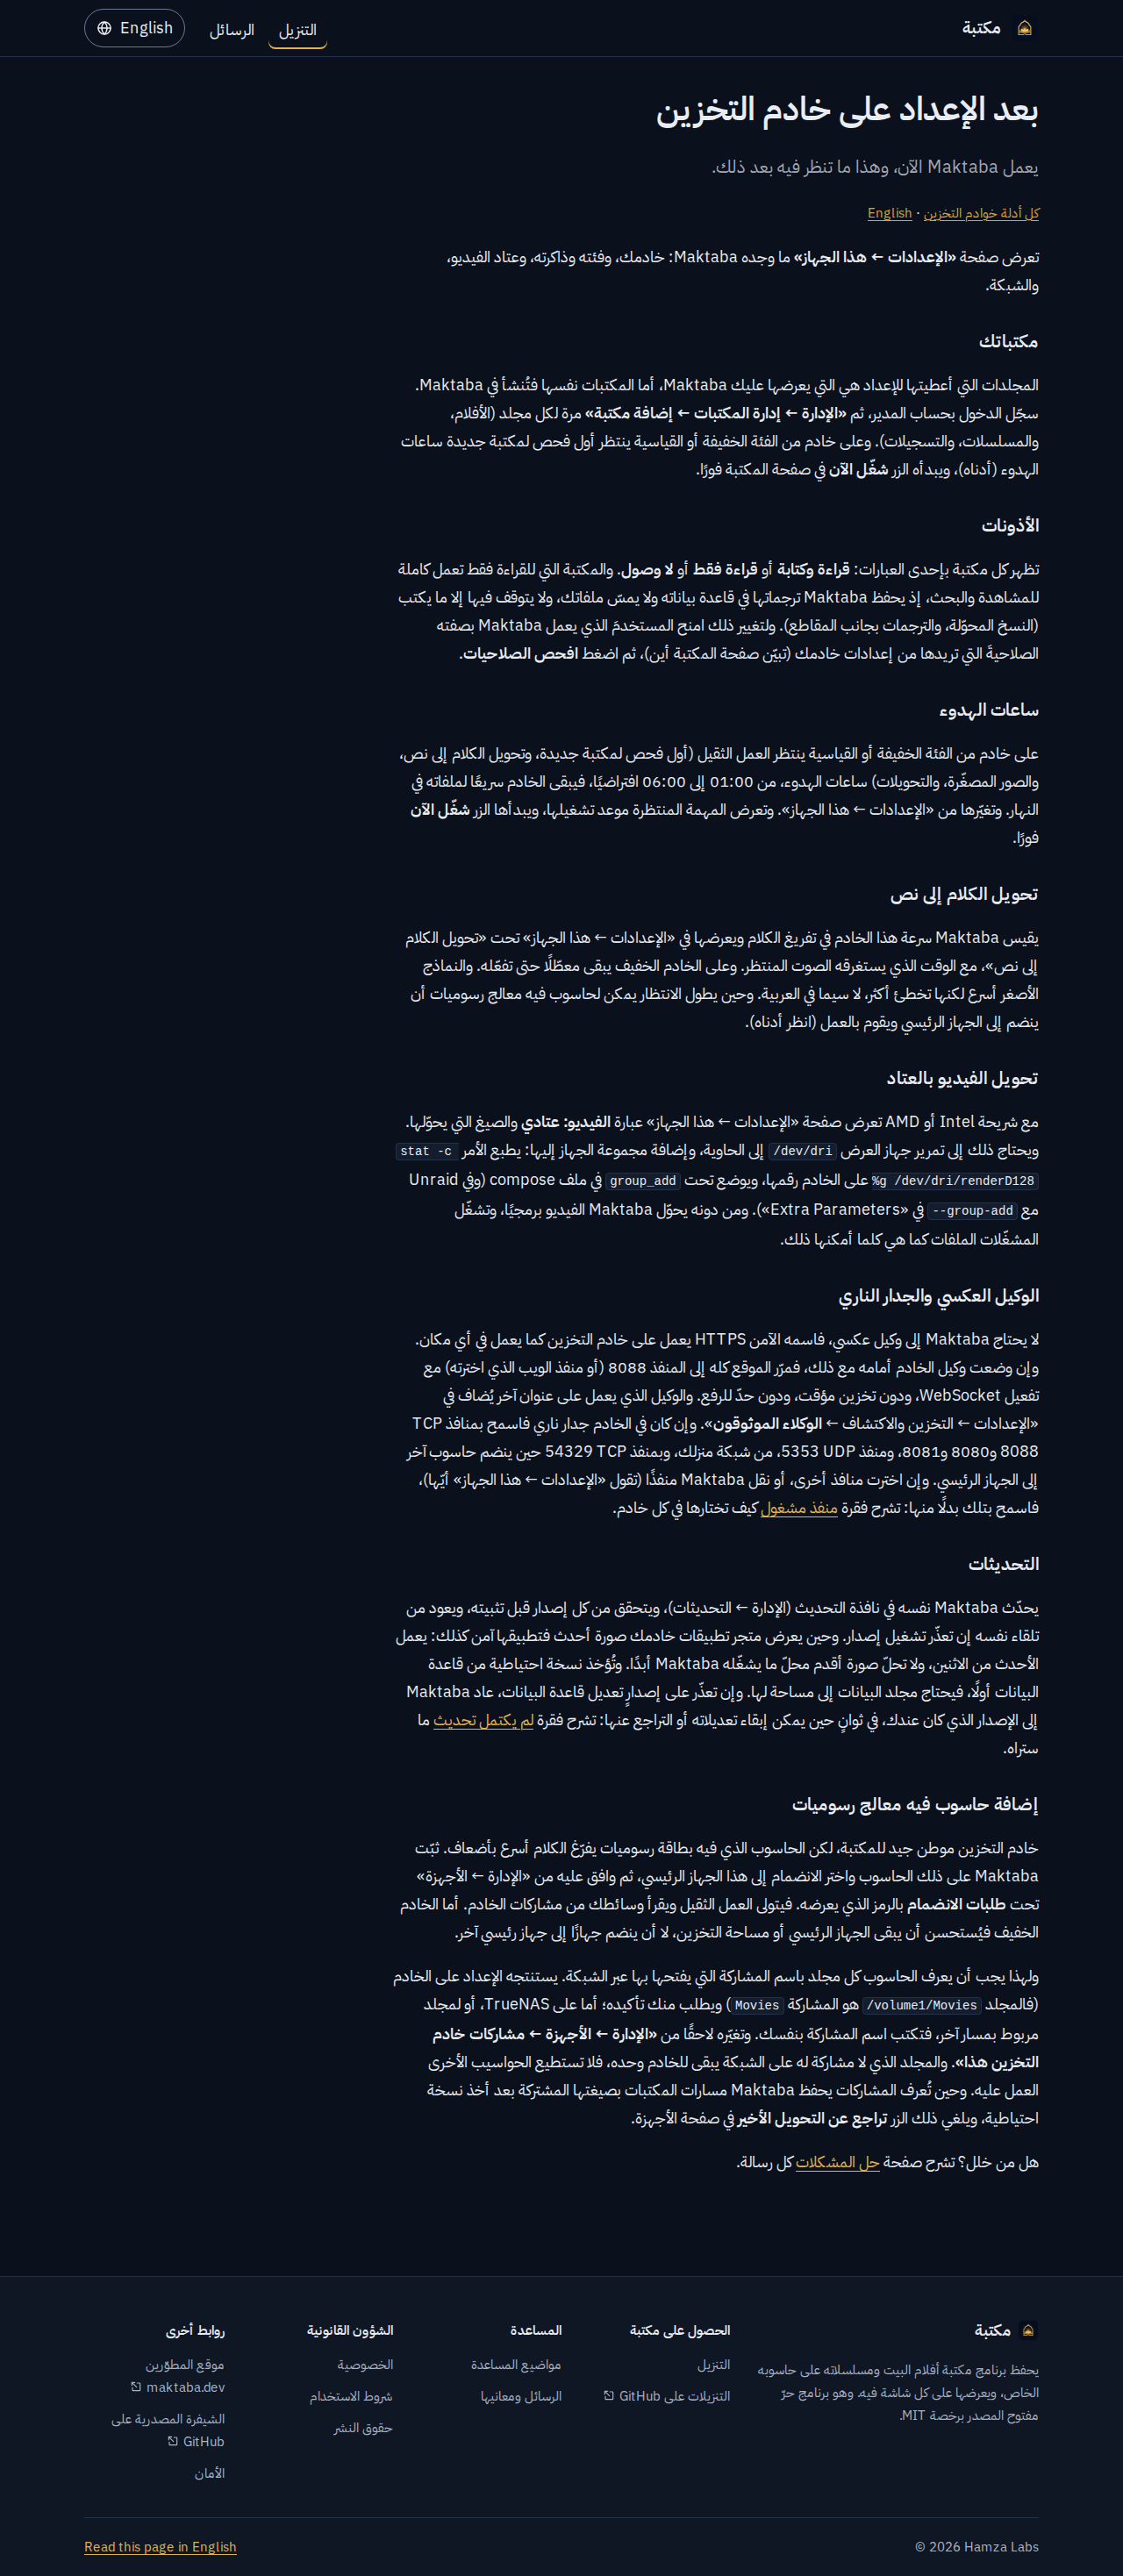 مكتبة
التنزيل
الرسائل
English
بعد الإعداد على خادم التخزين
يعمل Maktaba الآن، وهذا ما تنظر فيه بعد ذلك.
كل أدلة خوادم التخزين · English
تعرض صفحة «الإعدادات ← هذا الجهاز» ما وجده Maktaba: خادمك، وفئته وذاكرته، وعتاد الفيديو،
والشبكة.
مكتباتك
المجلدات التي أعطيتها للإعداد هي التي يعرضها عليك Maktaba، أما المكتبات نفسها فتُنشأ في Maktaba.
سجّل الدخول بحساب المدير، ثم «الإدارة ← إدارة المكتبات ← إضافة مكتبة» مرة لكل مجلد (الأفلام،
والمسلسلات، والتسجيلات). وعلى خادم من الفئة الخفيفة أو القياسية ينتظر أول فحص لمكتبة جديدة ساعات
الهدوء (أدناه)، ويبدأه الزر شغّل الآن في صفحة المكتبة فورًا.
الأذونات
تظهر كل مكتبة بإحدى العبارات: قراءة وكتابة أو قراءة فقط أو لا وصول. والمكتبة التي للقراءة فقط تعمل كاملة
للمشاهدة والبحث، إذ يحفظ Maktaba ترجماتها في قاعدة بياناته ولا يمسّ ملفاتك، ولا يتوقف فيها إلا ما يكتب
(النسخ المحوّلة، والترجمات بجانب المقاطع). ولتغيير ذلك امنح المستخدمَ الذي يعمل Maktaba بصفته
الصلاحيةَ التي تريدها من إعدادات خادمك (تبيّن صفحة المكتبة أين)، ثم اضغط افحص الصلاحيات.
ساعات الهدوء
على خادم من الفئة الخفيفة أو القياسية ينتظر العمل الثقيل (أول فحص لمكتبة جديدة، وتحويل الكلام إلى نص،
والصور المصغّرة، والتحويلات) ساعات الهدوء، من 01:00 إلى 06:00 افتراضيًا، فيبقى الخادم سريعًا لملفاته في
النهار. وتغيّرها من «الإعدادات ← هذا الجهاز». وتعرض المهمة المنتظرة موعد تشغيلها، ويبدأها الزر شغّل الآن
فورًا.
تحويل الكلام إلى نص
يقيس Maktaba سرعة هذا الخادم في تفريغ الكلام ويعرضها في «الإعدادات ← هذا الجهاز» تحت «تحويل الكلام
إلى نص»، مع الوقت الذي يستغرقه الصوت المنتظر. وعلى الخادم الخفيف يبقى معطّلًا حتى تفعّله. والنماذج
الأصغر أسرع لكنها تخطئ أكثر، لا سيما في العربية. وحين يطول الانتظار يمكن لحاسوب فيه معالج رسوميات أن
ينضم إلى الجهاز الرئيسي ويقوم بالعمل (انظر أدناه).
تحويل الفيديو بالعتاد
مع شريحة Intel أو AMD تعرض صفحة «الإعدادات ← هذا الجهاز» عبارة الفيديو: عتادي والصيغ التي يحوّلها.
ويحتاج ذلك إلى تمرير جهاز العرض /dev/dri إلى الحاوية، وإضافة مجموعة الجهاز إليها: يطبع الأمر stat -c
%g /dev/dri/renderD128 على الخادم رقمها، ويوضع تحت group_add في ملف compose (وفي Unraid
مع --group-add في «Extra Parameters»). ومن دونه يحوّل Maktaba الفيديو برمجيًا، وتشغّل
المشغّلات الملفات كما هي كلما أمكنها ذلك.
الوكيل العكسي والجدار الناري
لا يحتاج Maktaba إلى وكيل عكسي، فاسمه الآمن HTTPS يعمل على خادم التخزين كما يعمل في أي مكان.
وإن وضعت وكيل الخادم أمامه مع ذلك، فمرّر الموقع كله إلى المنفذ 8088 (أو منفذ الويب الذي اخترته) مع
تفعيل WebSocket، ودون تخزين مؤقت، ودون حدّ للرفع. والوكيل الذي يعمل على عنوان آخر يُضاف في
«الإعدادات ← التخزين والاكتشاف ← الوكلاء الموثوقون». وإن كان في الخادم جدار ناري فاسمح بمنافذ TCP
8088 و8080 و8081، ومنفذ UDP ‏5353، من شبكة منزلك، وبمنفذ TCP ‏54329 حين ينضم حاسوب آخر
إلى الجهاز الرئيسي. وإن اخترت منافذ أخرى، أو نقل Maktaba منفذًا (تقول «الإعدادات ← هذا الجهاز» أيّها)،
فاسمح بتلك بدلًا منها: تشرح فقرة منفذ مشغول كيف تختارها في كل خادم.
التحديثات
يحدّث Maktaba نفسه في نافذة التحديث (الإدارة ← التحديثات)، ويتحقق من كل إصدار قبل تثبيته، ويعود من
تلقاء نفسه إن تعذّر تشغيل إصدار. وحين يعرض متجر تطبيقات خادمك صورة أحدث فتطبيقها آمن كذلك: يعمل
الأحدث من الاثنين، ولا تحلّ صورة أقدم محلّ ما يشغّله Maktaba أبدًا. وتُؤخذ نسخة احتياطية من قاعدة
البيانات أولًا، فيحتاج مجلد البيانات إلى مساحة لها. وإن تعذّر على إصدارٍ تعديل قاعدة البيانات، عاد Maktaba
إلى الإصدار الذي كان عندك، في ثوانٍ حين يمكن إبقاء تعديلاته أو التراجع عنها: تشرح فقرة لم يكتمل تحديث ما
ستراه.
إضافة حاسوب فيه معالج رسوميات
خادم التخزين موطن جيد للمكتبة، لكن الحاسوب الذي فيه بطاقة رسوميات يفرّغ الكلام أسرع بأضعاف. ثبّت
Maktaba على ذلك الحاسوب واختر الانضمام إلى هذا الجهاز الرئيسي، ثم وافق عليه من «الإدارة ← الأجهزة»
تحت طلبات الانضمام بالرمز الذي يعرضه. فيتولى العمل الثقيل ويقرأ وسائطك من مشاركات الخادم. أما الخادم
الخفيف فيُستحسن أن يبقى الجهاز الرئيسي أو مساحة التخزين، لا أن ينضم جهازًا إلى جهاز رئيسي آخر.
ولهذا يجب أن يعرف الحاسوب كل مجلد باسم المشاركة التي يفتحها بها عبر الشبكة. يستنتجه الإعداد على الخادم
(فالمجلد /volume1/Movies هو المشاركة Movies) ويطلب منك تأكيده؛ أما على TrueNAS، أو لمجلد
مربوط بمسار آخر، فتكتب اسم المشاركة بنفسك. وتغيّره لاحقًا من «الإدارة ← الأجهزة ← مشاركات خادم
التخزين هذا». والمجلد الذي لا مشاركة له على الشبكة يبقى للخادم وحده، فلا تستطيع الحواسيب الأخرى
العمل عليه. وحين تُعرف المشاركات يحفظ Maktaba مسارات المكتبات بصيغتها المشتركة بعد أخذ نسخة
احتياطية، ويلغي ذلك الزر تراجع عن التحويل الأخير في صفحة الأجهزة.
هل من خلل؟ تشرح صفحة حل المشكلات كل رسالة.
مكتبة
يحفظ برنامج مكتبة أفلام البيت ومسلسلاته على حاسوبه
الخاص، ويعرضها على كل شاشة فيه. وهو برنامج حرّ
مفتوح المصدر برخصة MIT.
الحصول على مكتبة
التنزيل
التنزيلات على GitHub
المساعدة
مواضيع المساعدة
الرسائل ومعانيها
الشؤون القانونية
الخصوصية
شروط الاستخدام
حقوق النشر
روابط أخرى
موقع المطوّرين
maktaba.dev
الشيفرة المصدرية على
GitHub
الأمان
© 2026 Hamza Labs
Read this page in English